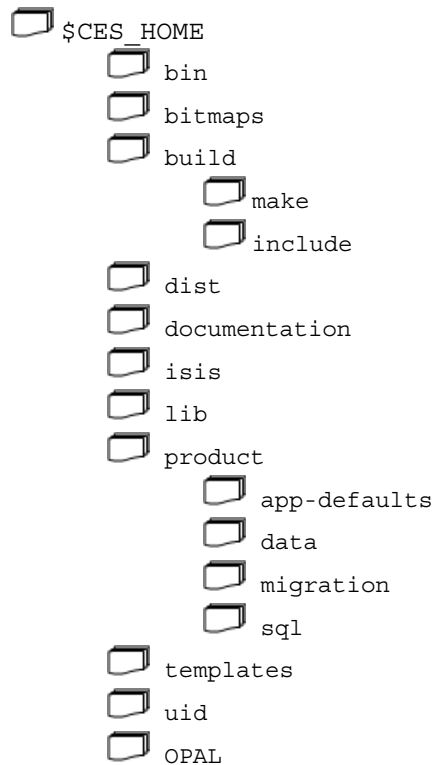 $CES_HOME
bin
bitmaps
build
make
include
dist
documentation
isis
lib
product
app-defaults
data
migration
sql
templates
uid
OPAL